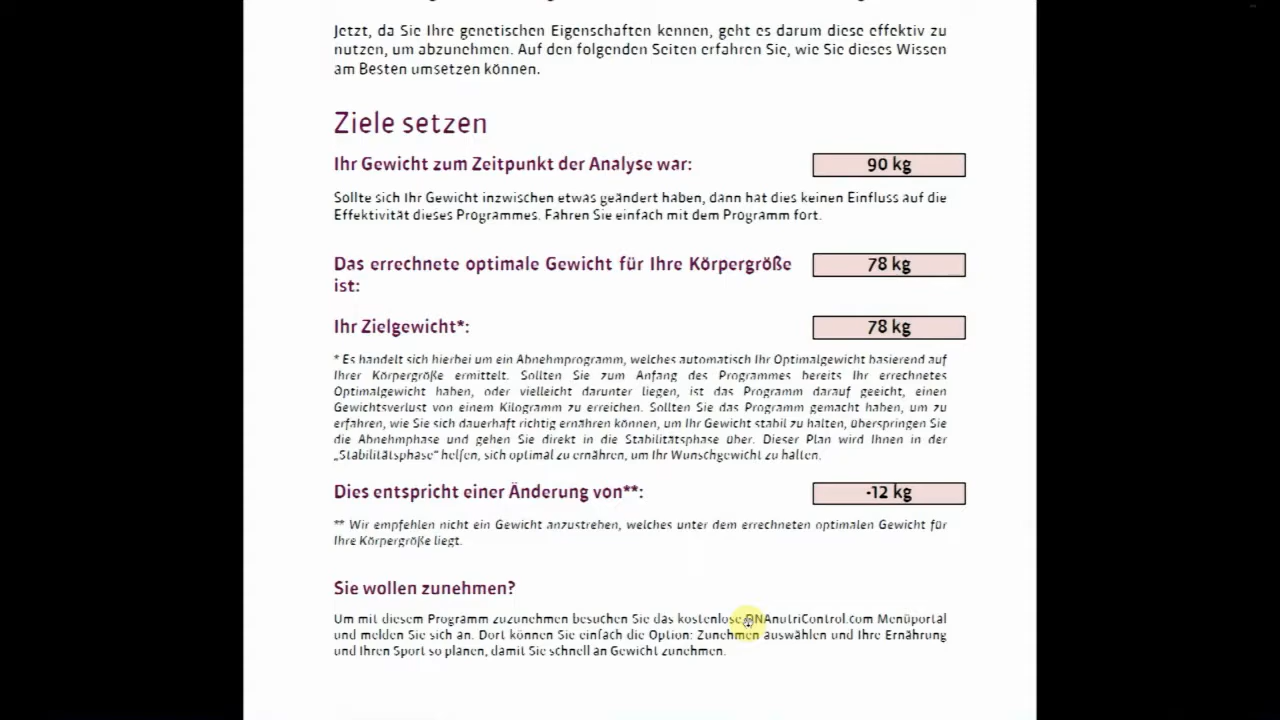 Jetzt, da Sie Ihre genetischen Eigenschaften kennen, geht es darum diese effektiv zu
nutzen, um abzunehmen. Auf den folgenden Seiten erfahren Sie, wie Sie dieses Wissen
am Besten umsetzen können.
Ziele setzen
Ihr Gewicht zum Zeitpunkt der Analyse war: 90 kg
Sollte sich Ihr Gewicht inzwischen etwas geändert haben, dann hat dies keinen Einfluss auf die
Effektivität dieses Programmes. Fahren Sie einfach mit dem Programm fort.
Das errechnete optimale Gewicht für Ihre Körpergröße 78 kg
ist:
Ihr Zielgewicht*: 78 kg
* Es handelt sich hierbei um ein Abnehmprogramm, welches automatisch Ihr Optimalgewicht basierend auf
Ihrer Körpergröße ermittelt. Sollten Sie zum Anfang des Programmes bereits Ihr errechnetes
Optimalgewicht haben, oder vielleicht darunter liegen, ist das Programm darauf geeicht, einen
Gewichtsverlust von einem Kilogramm zu erreichen. Sollten Sie das Programm gemacht haben, um zu
erfahren, wie Sie sich dauerhaft richtig ernähren können, um Ihr Gewicht stabil zu halten, überspringen Sie
die Abnehmphase und gehen Sie direkt in die Stabilitätsphase über. Dieser Plan wird Ihnen in der
„Stabilitätsphase“ helfen, sich optimal zu ernähren, um Ihr Wunschgewicht zu halten.
Dies entspricht einer Änderung von**: -12 kg
** Wir empfehlen nicht ein Gewicht anzustreben, welches unter dem errechneten optimalen Gewicht für
Ihre Körpergröße liegt.
Sie wollen zunehmen?
Um mit diesem Programm zuzunehmen besuchen Sie das kostenlose DNAnutriControl.com Menüportal
und melden Sie sich an. Dort können Sie einfach die Option: Zunehmen auswählen und Ihre Ernährung
und Ihren Sport so planen, damit Sie schnell an Gewicht zunehmen.